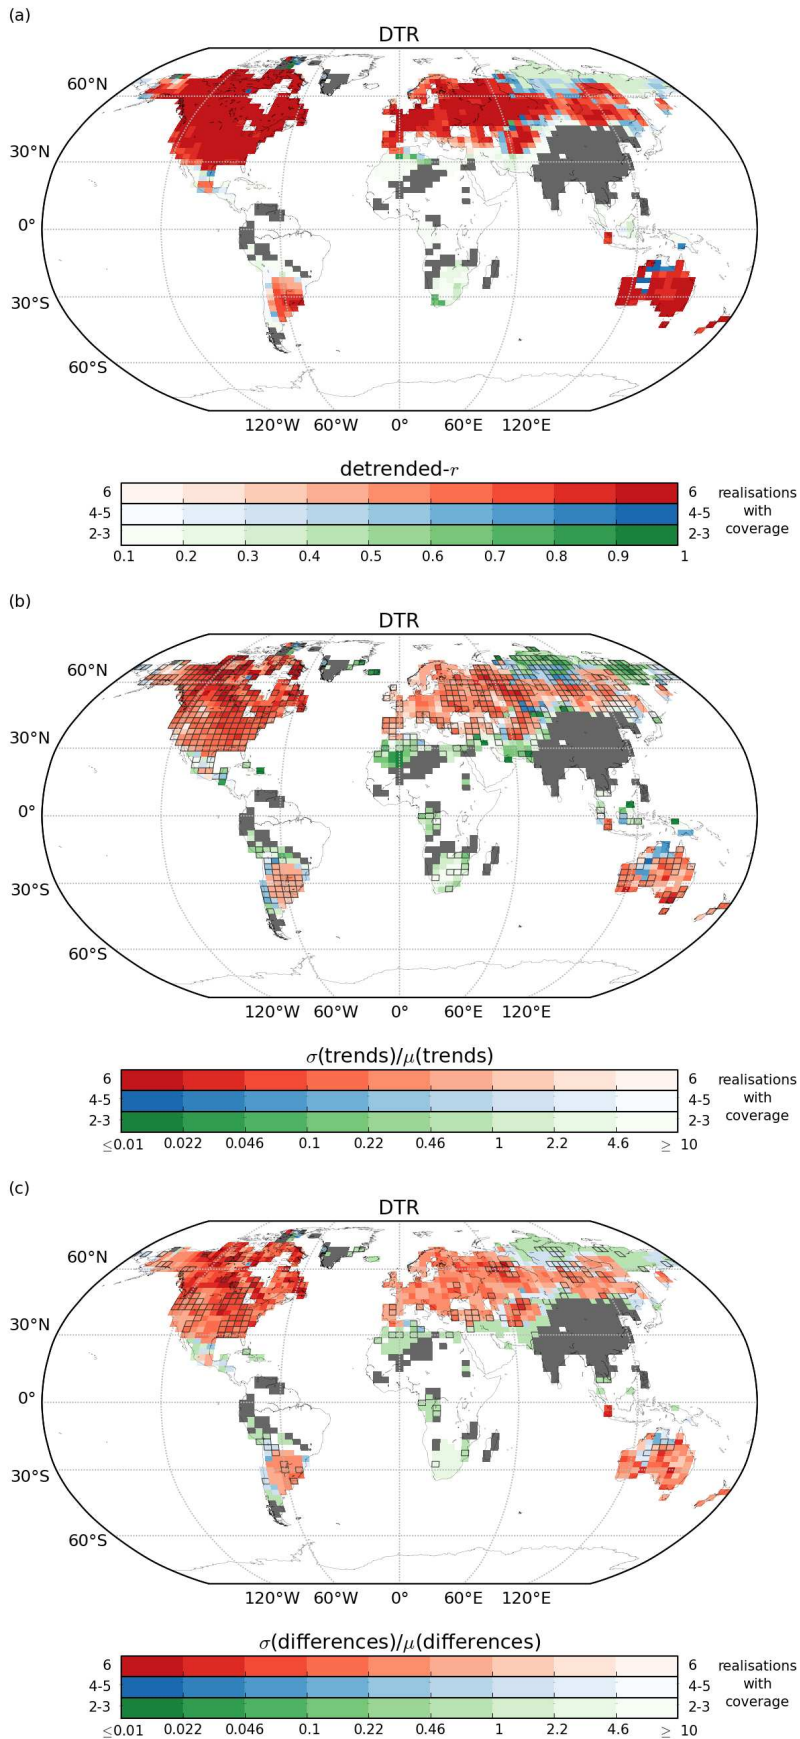 (a)
DTR
60°N
30°N
0°
30°S
60°S
120°W 60°W 0° 60°E 120°E
detrended-r
6 6 realisations
4-5 4-5 with
2-3 2-3 coverage
0.1 0.2 0.3 0.4 0.5 0.6 0.7 0.8 0.9 1
(b)
DTR
60°N
30°N
0°
30°S
60°S
120°W 60°W 0° 60°E 120°E
σ(trends)/μ(trends)
6 6 realisations
4-5 4-5 with
2-3 2-3 coverage
≤0.01 0.022 0.046 0.1 0.22 0.46 1 2.2 4.6 ≥ 10
(c)
DTR
60°N
30°N
0°
30°S
60°S
120°W 60°W 0° 60°E 120°E
σ(differences)/μ(differences)
6 6 realisations
4-5 4-5 with
2-3 2-3 coverage
≤0.01 0.022 0.046 0.1 0.22 0.46 1 2.2 4.6 ≥ 10